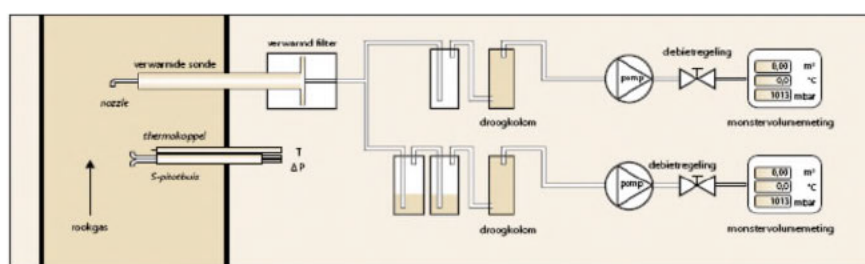 verwarmde sonde
nozzle
verwarmd filter
thermokoppel
T
S-pitotbuis
ΔP
rookgas
droogkolom
pomp
debietregeling
0,00 m³
0,0 °C
1013 mbar
monstervolumemeting
droogkolom
pomp
debietregeling
0,00 m³
0,0 °C
1013 mbar
monstervolumemeting